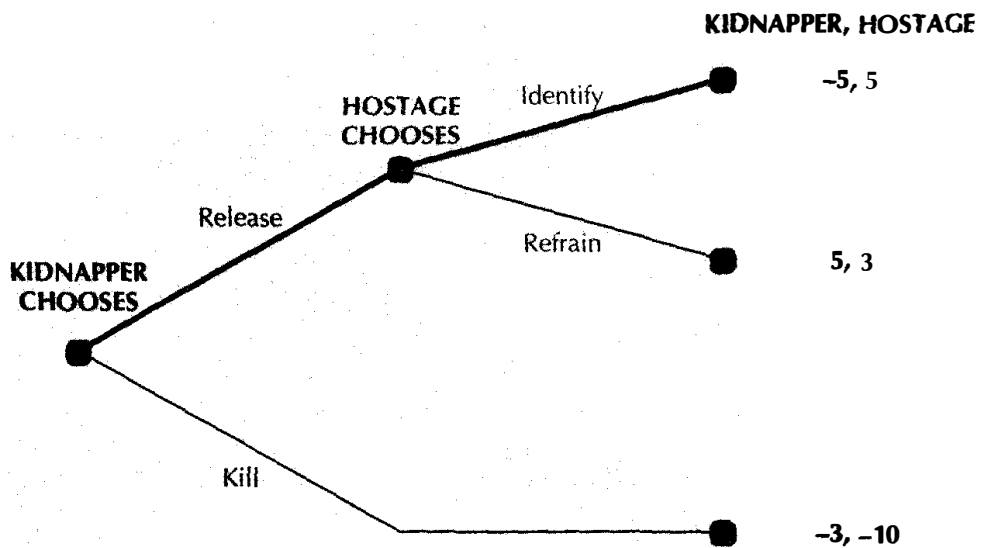 KIDNAPPER, HOSTAGE
-5, 5
Identify
HOSTAGE
CHOOSES
Release
Refrain
5, 3
KIDNAPPER
CHOOSES
Kill
-3, -10